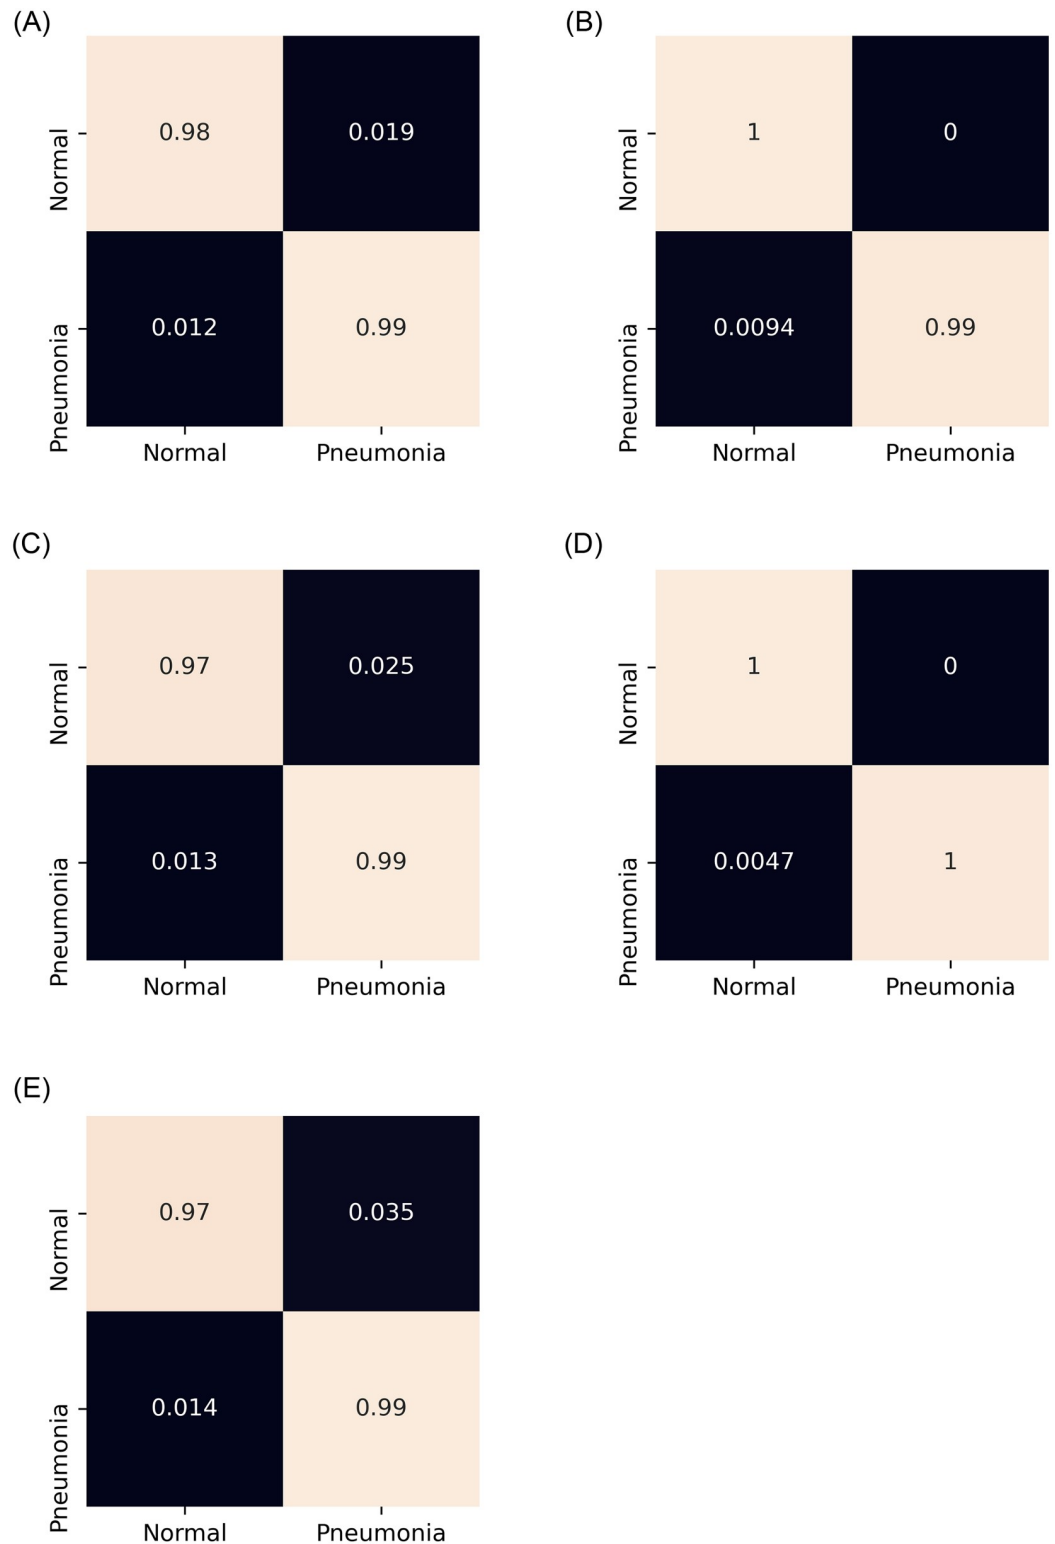 (A)
Normal
0.98
0.019
Pneumonia
0.012
0.99
Normal
Pneumonia
(B)
Normal
1
0
Pneumonia
0.0094
0.99
Normal
Pneumonia
(C)
Normal
0.97
0.025
Pneumonia
0.013
0.99
Normal
Pneumonia
(D)
Normal
1
0
Pneumonia
0.0047
1
Normal
Pneumonia
(E)
Normal
0.97
0.035
Pneumonia
0.014
0.99
Normal
Pneumonia